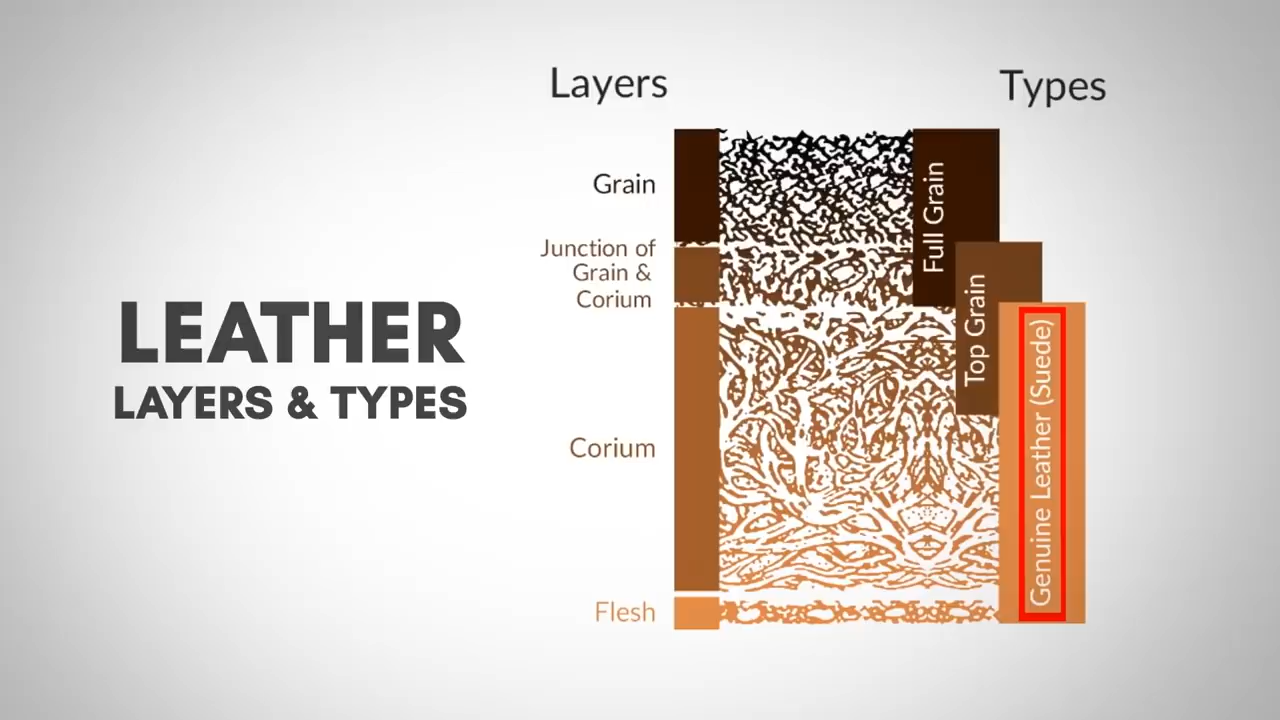 Layers
Types
Grain
Junction of
Grain &
Corium
Corium
Flesh
Full Grain
Top Grain
Genuine Leather (Suede)
LEATHER
LAYERS & TYPES